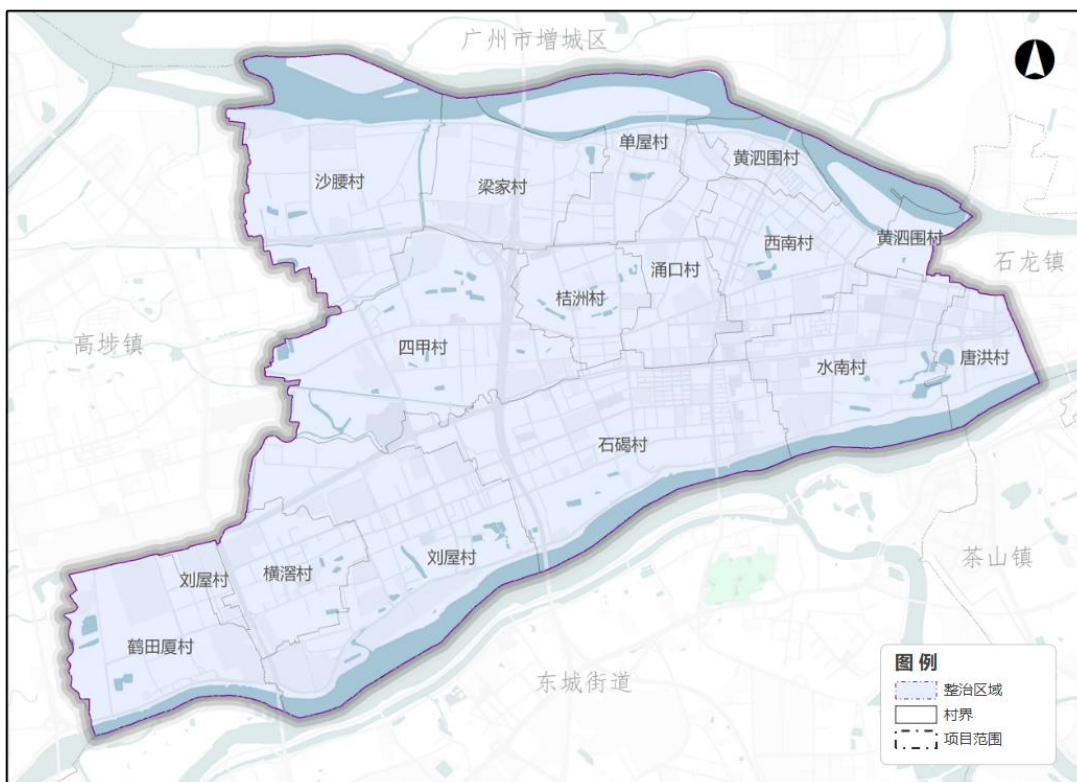 广州市增城区
单屋村
黄泗围村
沙腰村
梁家村
西南村
黄泗围村
石龙镇
涌口村
桔洲村
高埗镇
四甲村
水南村
唐洪村
石碣村
刘屋村
横滘村
刘屋村
茶山镇
鹤田厦村
东城街道
图例
整治区域
村界
项目范围